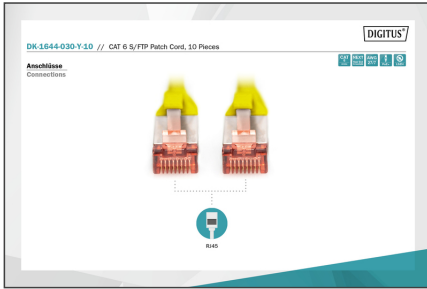 DIGITUS®
DK-1644-030-Y-10 // CAT 6 S/FTP Patch Cord, 10 Pieces
Anschlüsse
Connections
RJ45